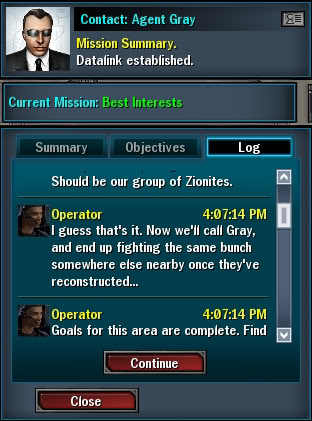 Contact: Agent Gray
Mission Summary.
Datalink established.
Current Mission: Best Interests
Summary
Objectives
Log
Should be our group of Zionites.
Operator 4:07:14 PM
I guess that's it. Now we'll call Gray,
and end up fighting the same bunch
somewhere else nearby once they've
reconstructed...
Operator 4:07:14 PM
Goals for this area are complete. Find
Continue
Close